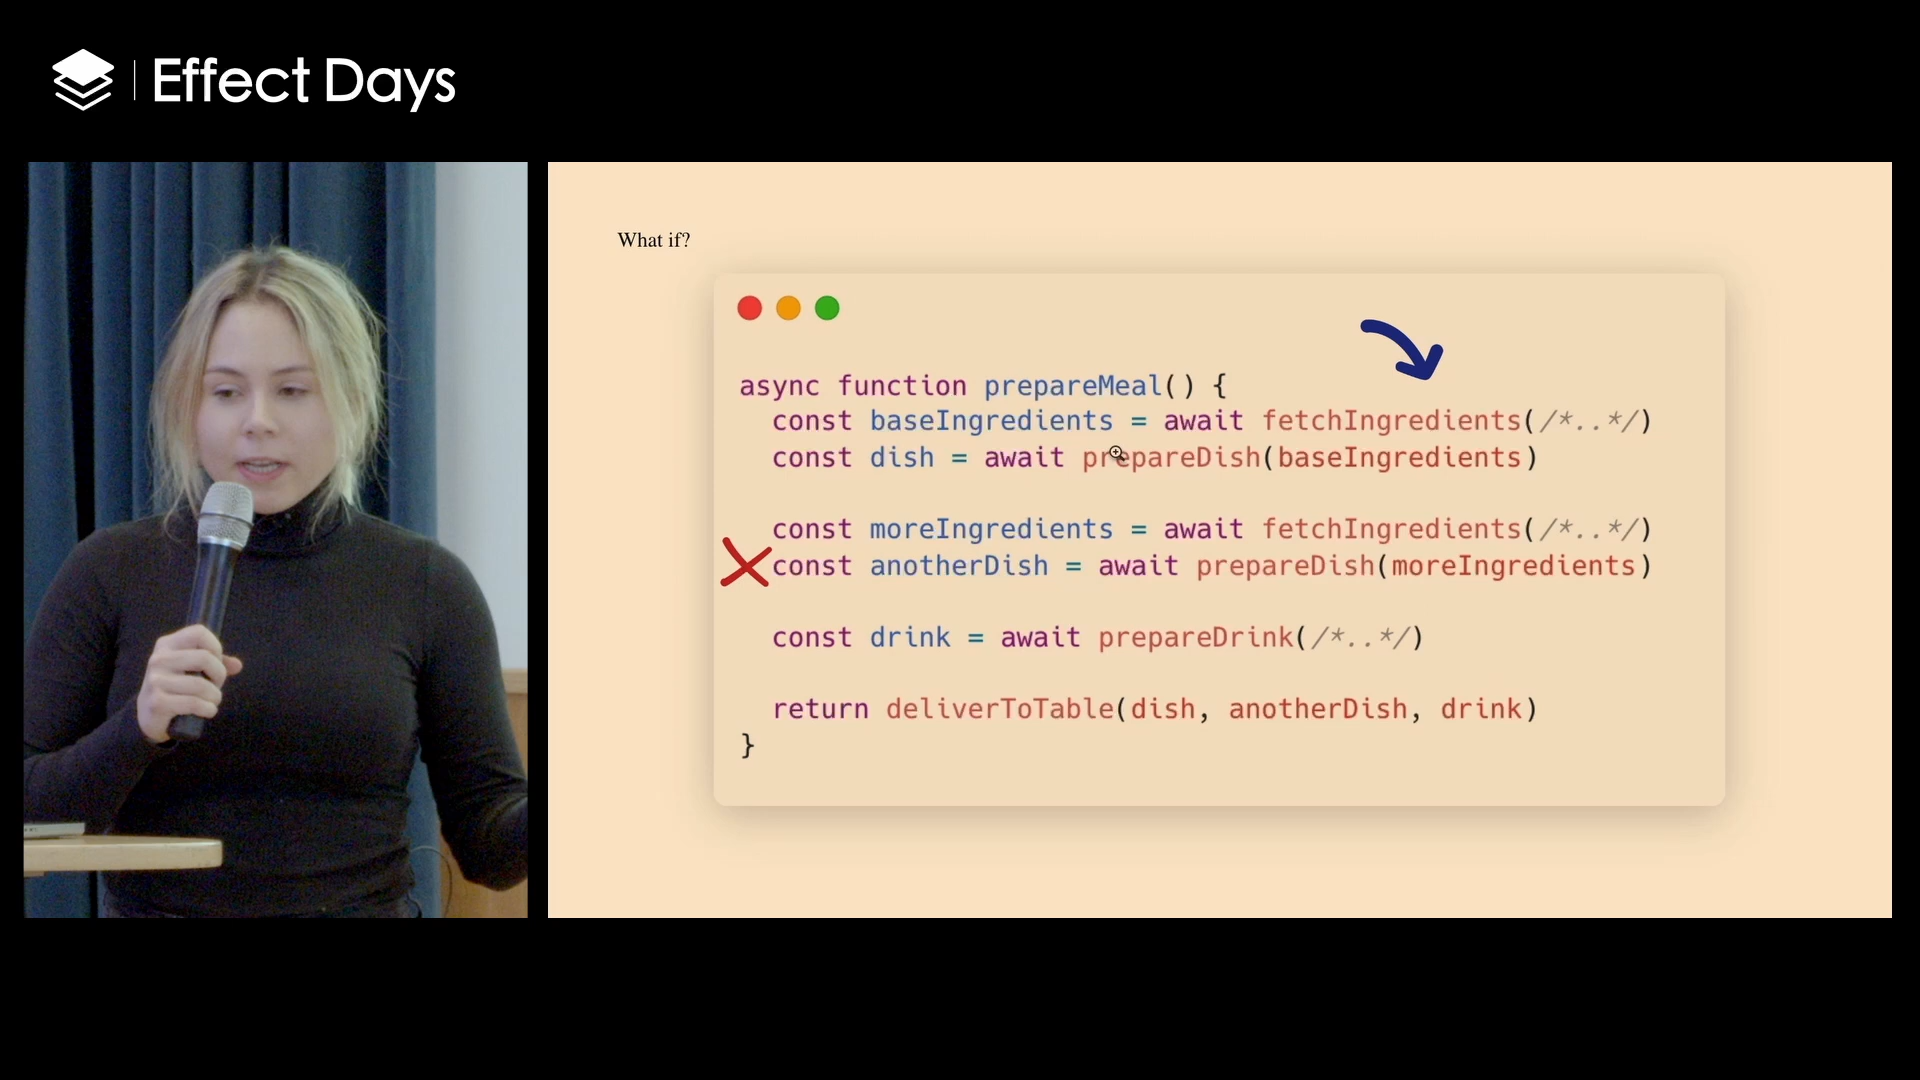 Effect Days
What if?
async function prepareMeal() {
  const baseIngredients = await fetchIngredients(/*..*/)
  const dish = await prepareDish(baseIngredients)
  const moreIngredients = await fetchIngredients(/*..*/)
  const anotherDish = await prepareDish(moreIngredients)
  const drink = await prepareDrink(/*..*/)
  return deliverToTable(dish, anotherDish, drink)
}